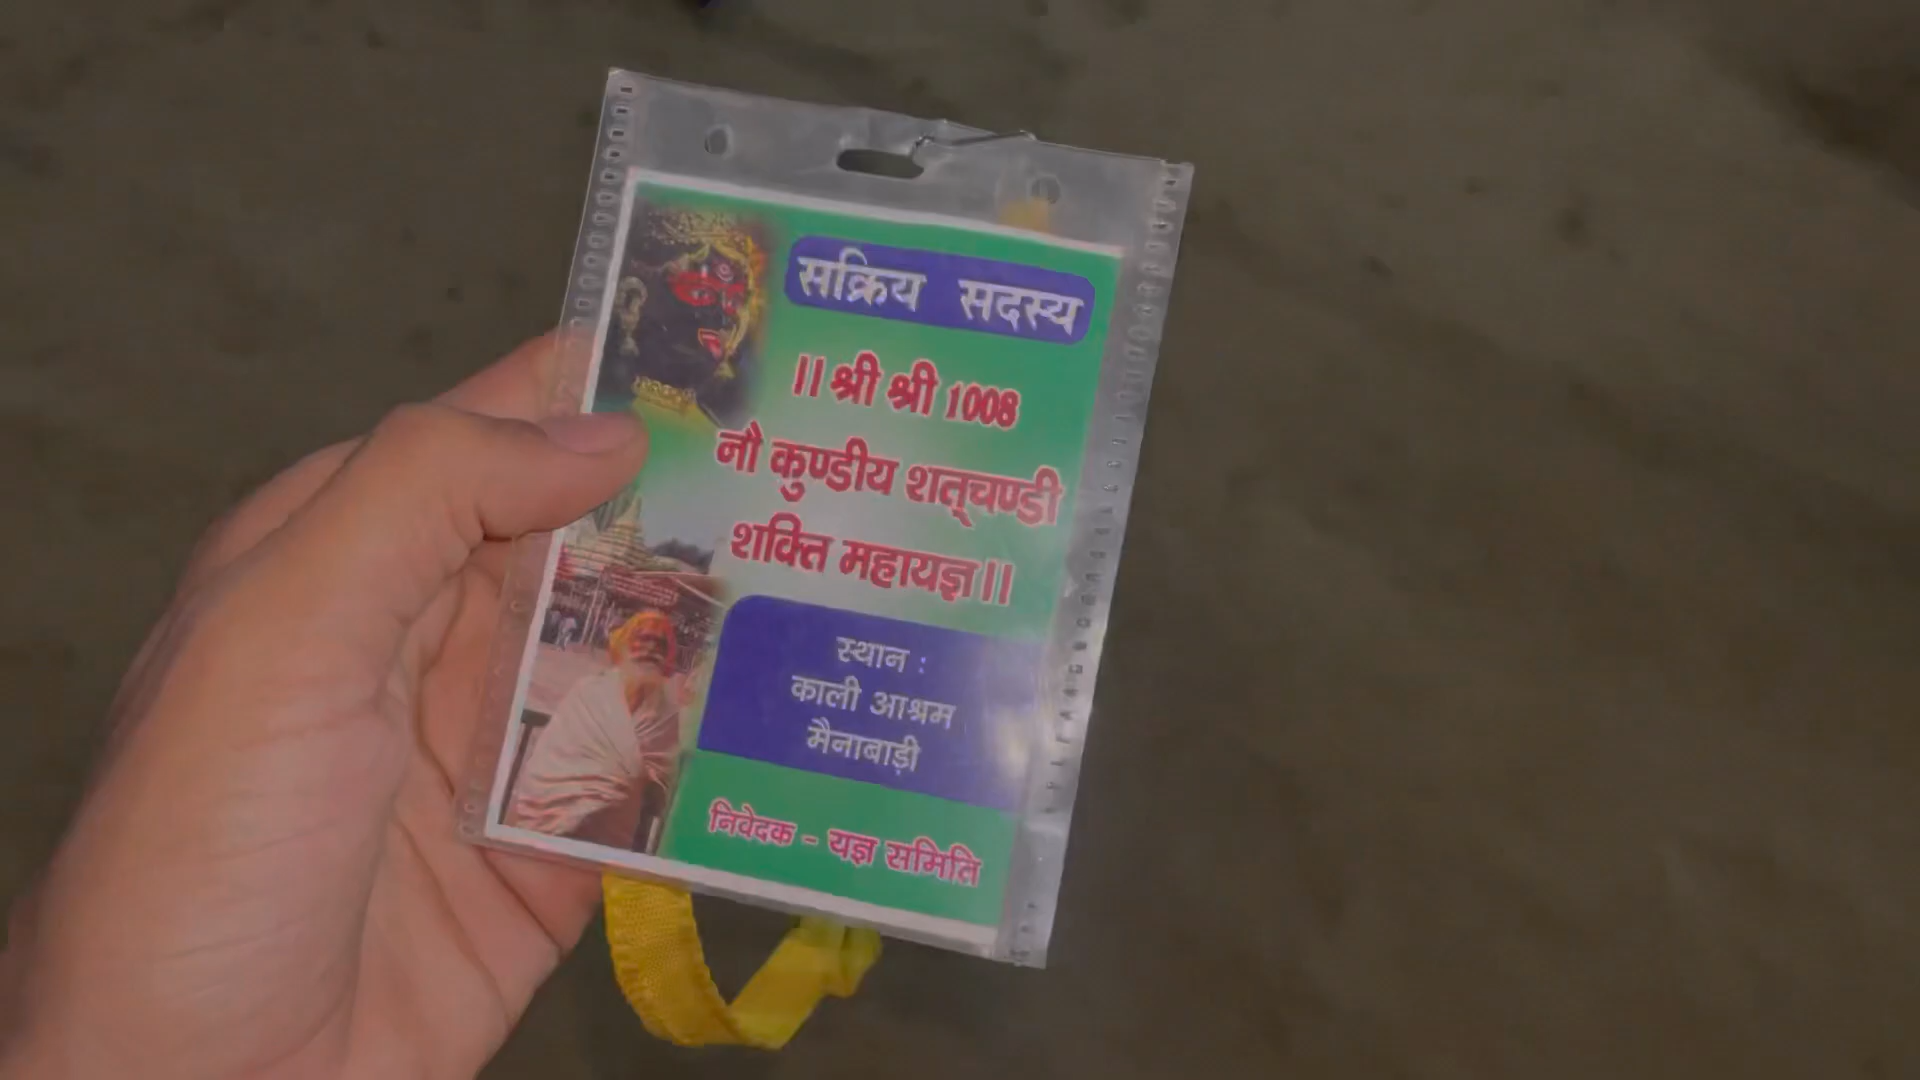 सक्रिय सदस्य
।। श्री श्री 1008
नौ कुण्डीय शत्चण्डी
शक्ति महायज्ञ।।
स्थान :
काली आश्रम
मैनाबाड़ी
निवेदक - यज्ञ समिति